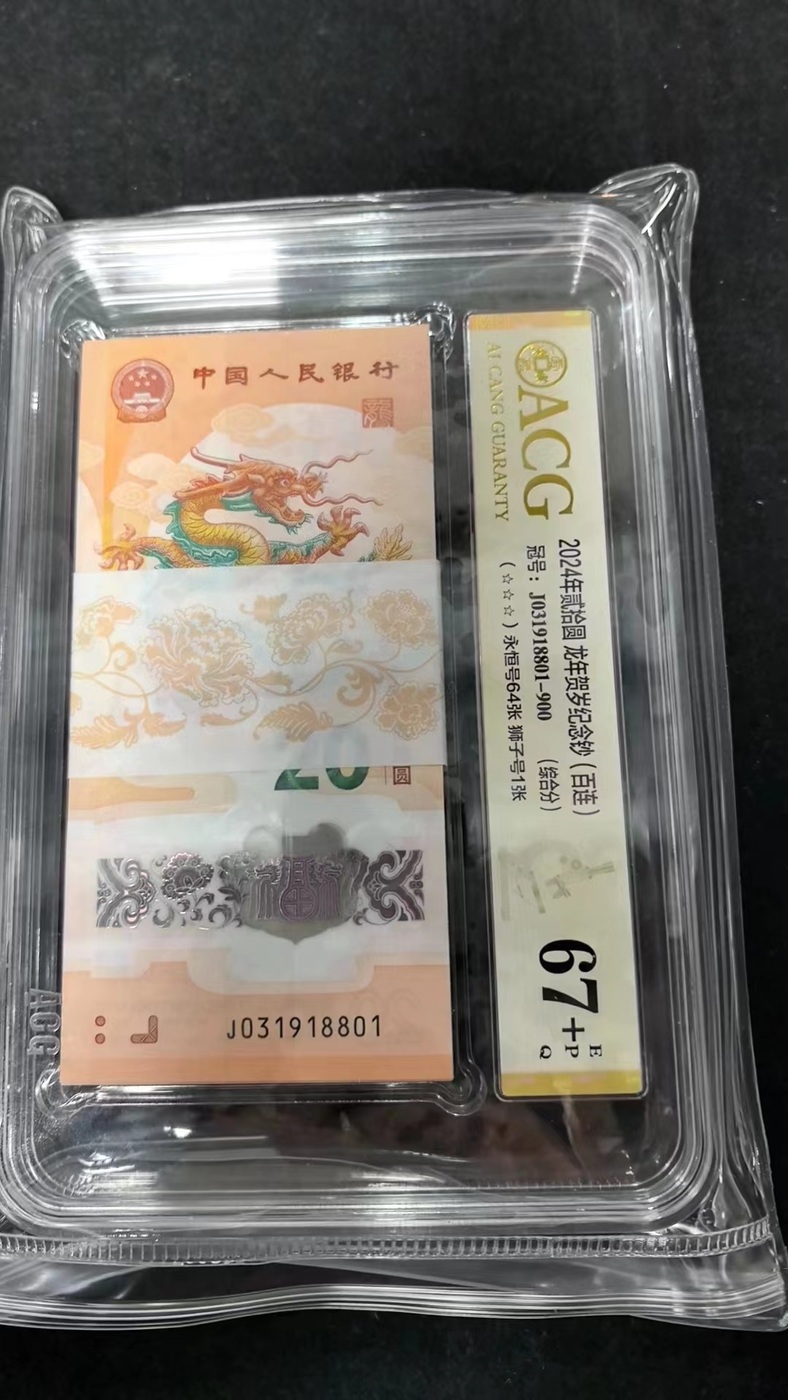 中国人民银行
龍
20
圆
J031918801
ACG
ACG
AI CANG GUARANTY
2024年贰拾圆 龙年贺岁纪念钞（百连）
冠号：J031918801-900 （综合分）
（☆☆☆）永恒号64张 狮子号1张
67+
E
P
Q